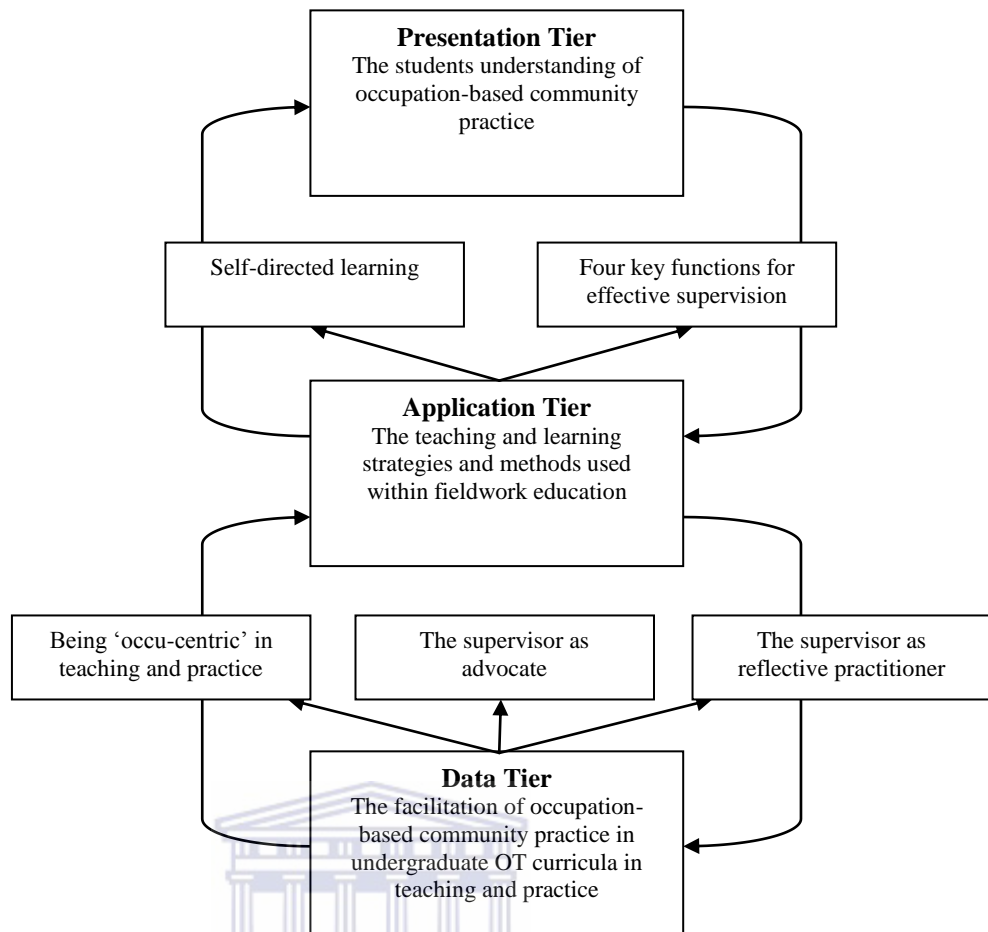 Presentation Tier
The students understanding of
occupation-based community
practice
Self-directed learning
Four key functions for
effective supervision
Application Tier
The teaching and learning
strategies and methods used
within fieldwork education
Being ‘occu-centric’ in
teaching and practice
The supervisor as
advocate
The supervisor as
reflective practitioner
Data Tier
The facilitation of occupation-
based community practice in
undergraduate OT curricula in
teaching and practice